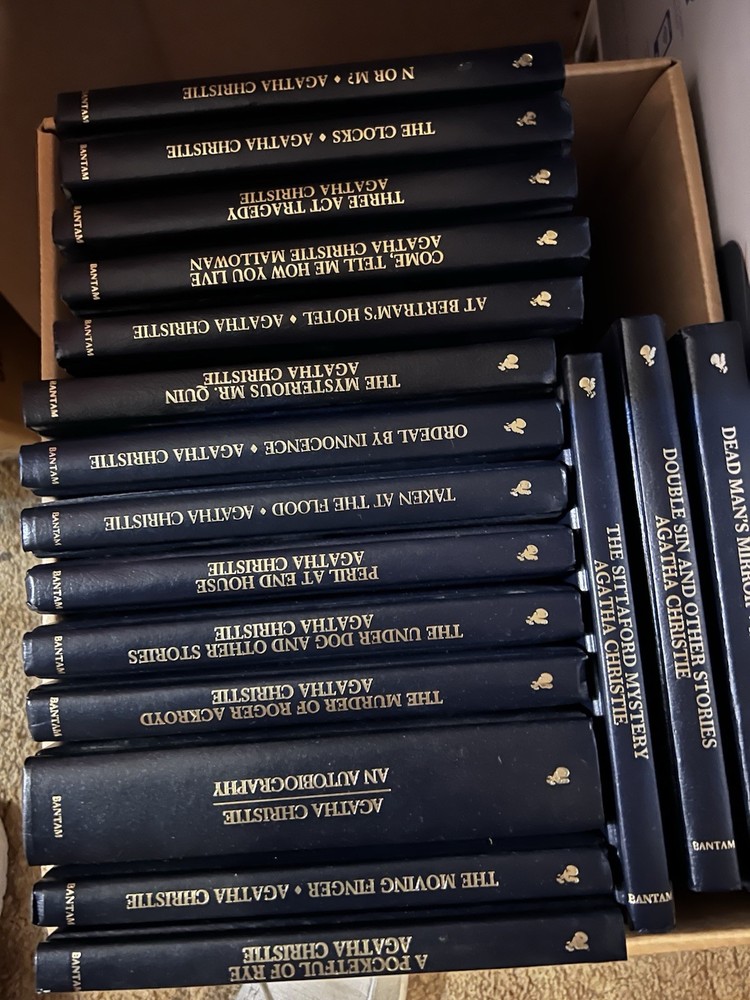 N OR M? ♦ AGATHA CHRISTIE
BANTAM
THE CLOCKS ♦ AGATHA CHRISTIE
BANTAM
THREE ACT TRAGEDY
AGATHA CHRISTIE
BANTAM
COME, TELL ME HOW YOU LIVE
AGATHA CHRISTIE MALLOWAN
BANTAM
AT BERTRAM'S HOTEL ♦ AGATHA CHRISTIE
BANTAM
THE MYSTERIOUS MR. QUIN
AGATHA CHRISTIE
BANTAM
ORDEAL BY INNOCENCE ♦ AGATHA CHRISTIE
BANTAM
TAKEN AT THE FLOOD ♦ AGATHA CHRISTIE
BANTAM
PERIL AT END HOUSE
AGATHA CHRISTIE
BANTAM
THE UNDER DOG AND OTHER STORIES
AGATHA CHRISTIE
BANTAM
THE MURDER OF ROGER ACKROYD
AGATHA CHRISTIE
BANTAM
AGATHA CHRISTIE
AN AUTOBIOGRAPHY
BANTAM
THE MOVING FINGER ♦ AGATHA CHRISTIE
BANTAM
A POCKETFUL OF RYE
AGATHA CHRISTIE
BANTAM
THE SITTAFORD MYSTERY
AGATHA CHRISTIE
BANTAM
DOUBLE SIN AND OTHER STORIES
AGATHA CHRISTIE
BANTAM
DEAD MAN'S